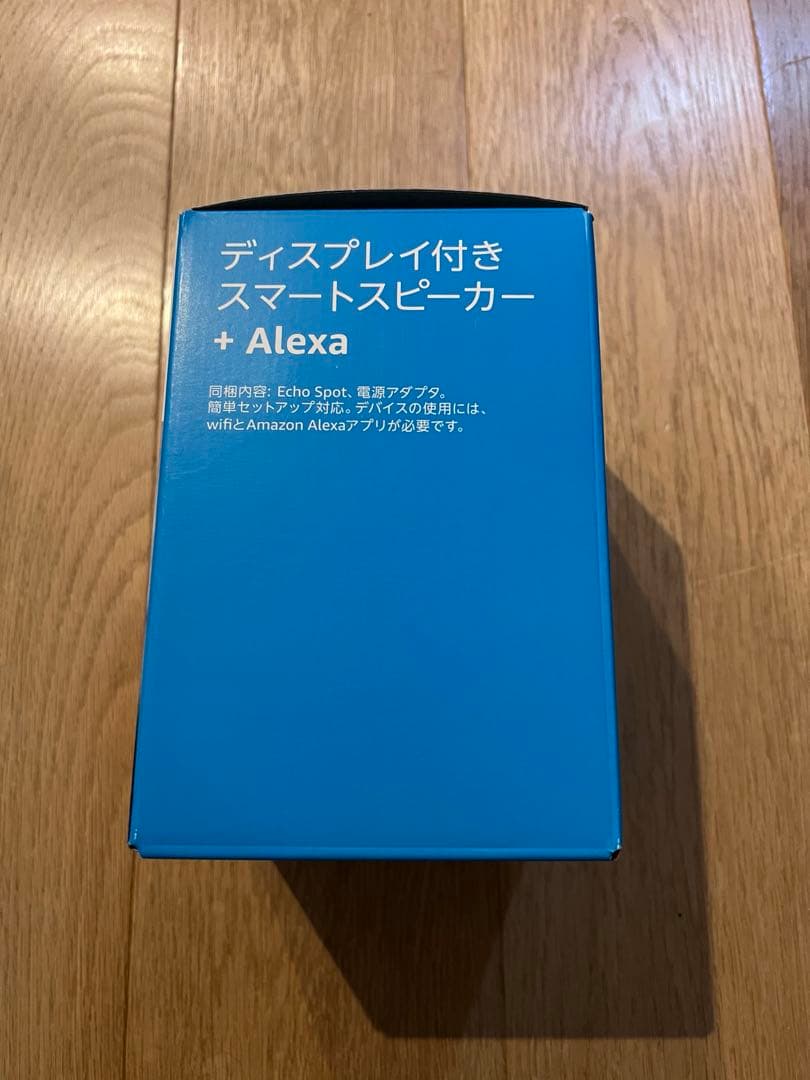 ディスプレイ付き
スマートスピーカー
+ Alexa
同梱内容: Echo Spot、電源アダプタ。
簡単セットアップ対応。デバイスの使用には、
wifiとAmazon Alexaアプリが必要です。